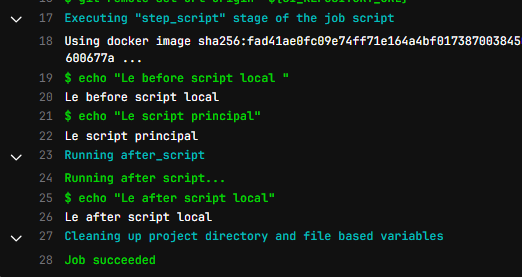 17 Executing "step_script" stage of the job script
18 Using docker image sha256:fad41ae0fc09e74ff71e164a4bf017387003845
600677a ...
19 $ echo "Le before script local "
20 Le before script local
21 $ echo "Le script principal"
22 Le script principal
23 Running after_script
24 Running after script...
25 $ echo "Le after script local"
26 Le after script local
27 Cleaning up project directory and file based variables
28 Job succeeded